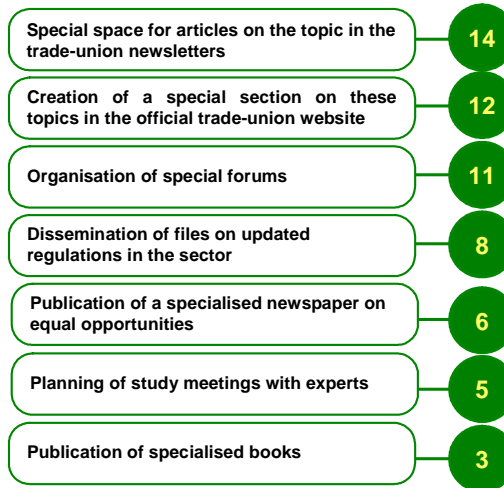 Special space for articles on the topic in the
trade-union newsletters
14
Creation of a special section on these
topics in the official trade-union website
12
Organisation of special forums
11
Dissemination of files on updated
regulations in the sector
8
Publication of a specialised newspaper on
equal opportunities
6
Planning of study meetings with experts
5
Publication of specialised books
3